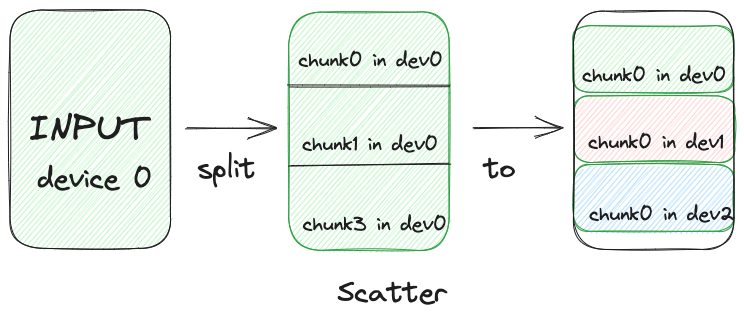 INPUT
device 0
split
chunk0 in dev0
chunk1 in dev0
chunk3 in dev0
to
chunk0 in dev0
chunk0 in dev1
chunk0 in dev2
Scatter